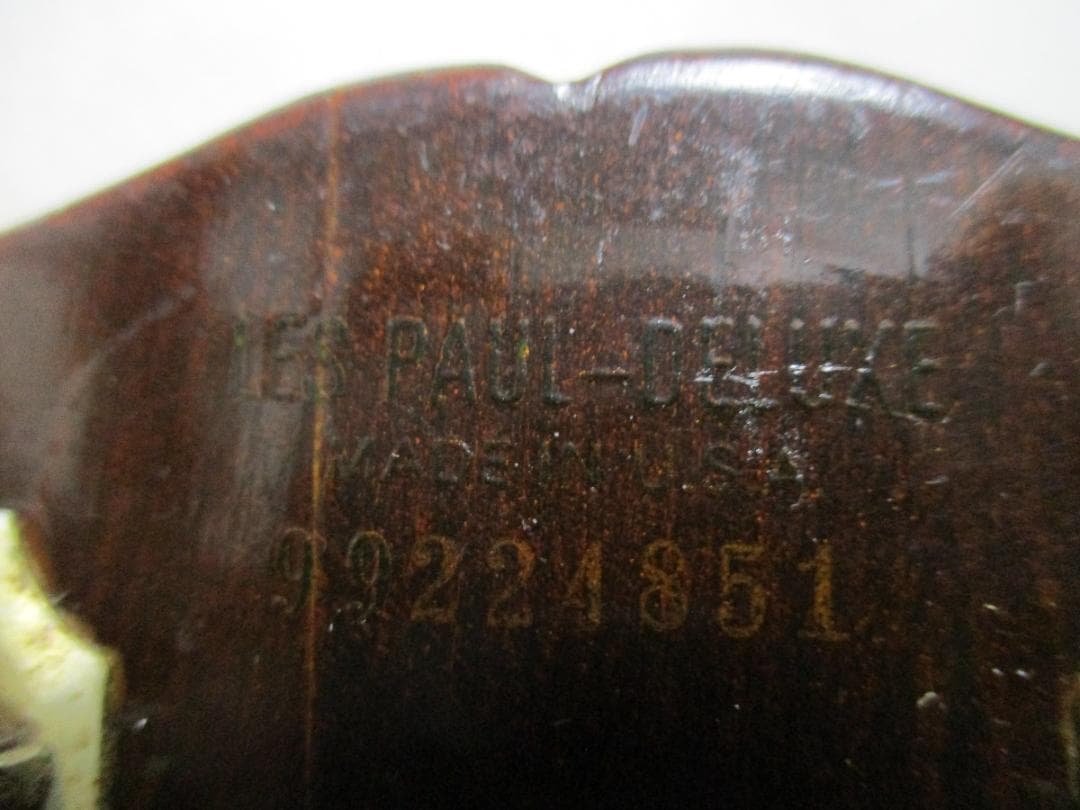 LES PAUL-DELUXE
MADE IN U.S.A.
99224851